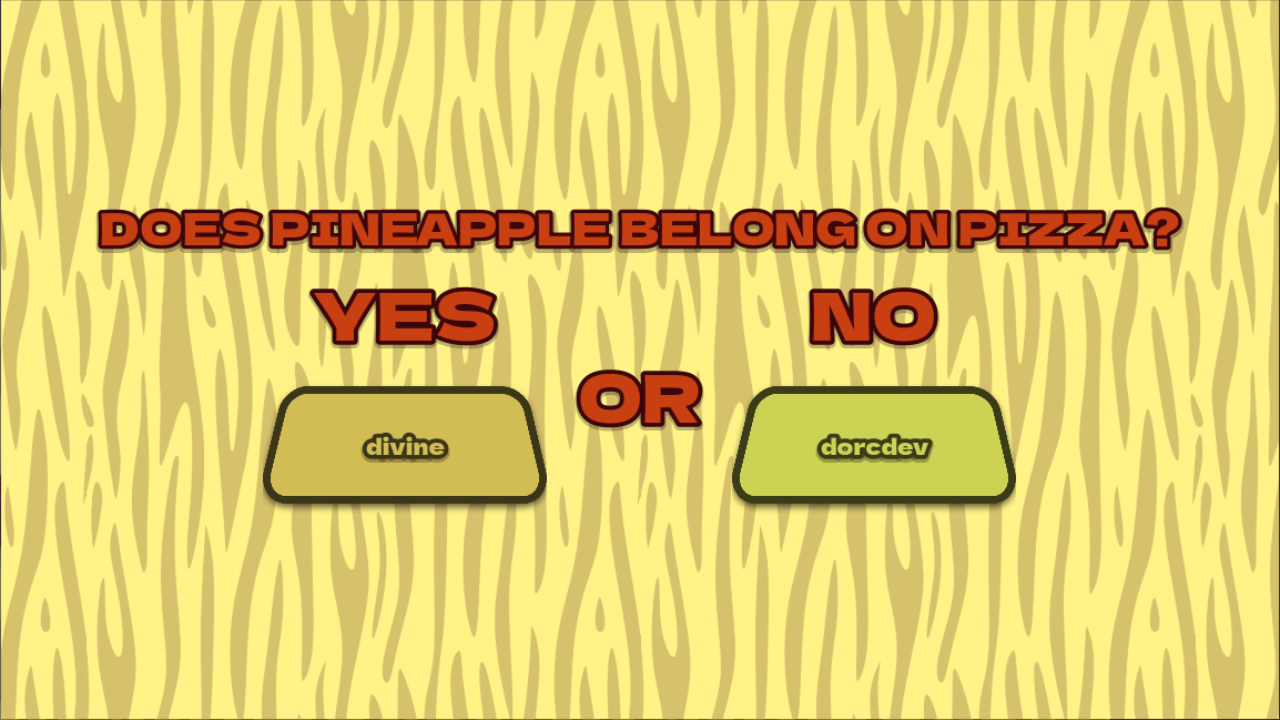 DOES PINEAPPLE BELONG ON PIZZA?
YES NO
OR
divine dorcdev